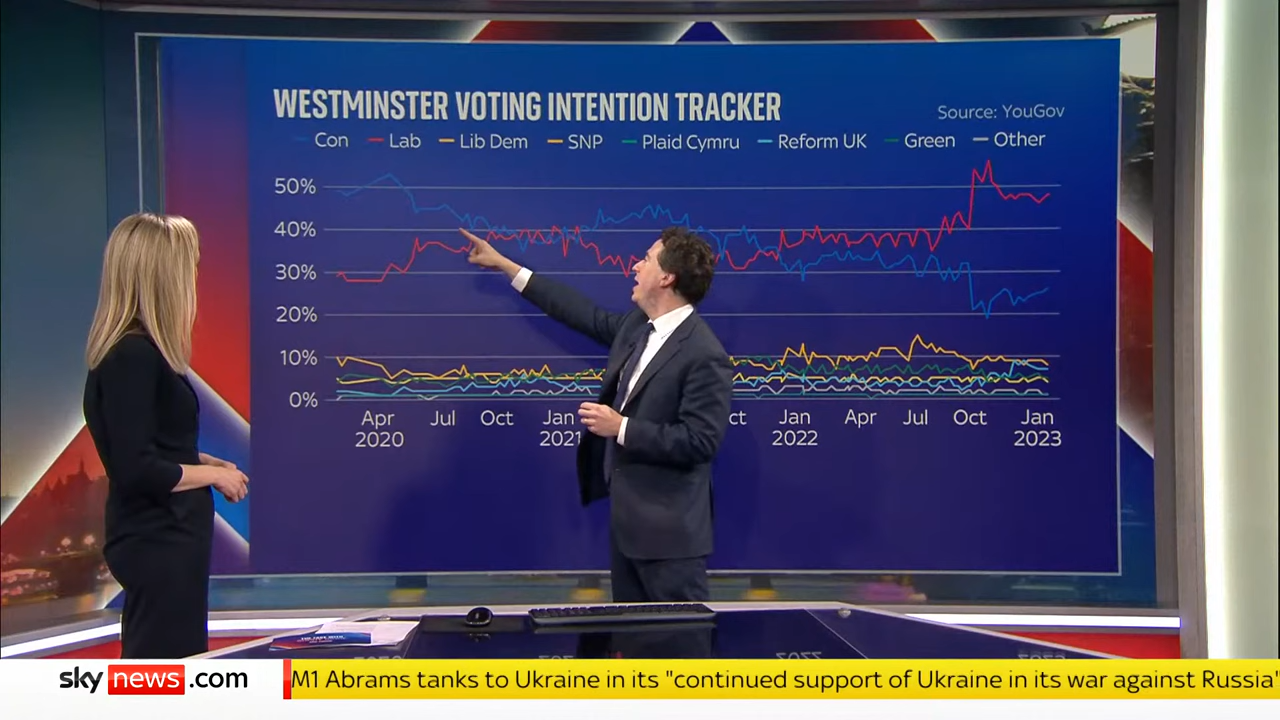 WESTMINSTER VOTING INTENTION TRACKER
Source: YouGov
Con Lab Lib Dem SNP Plaid Cymru Reform UK Green Other
50%
40%
30%
20%
10%
0%
Apr Jul Oct Jan ct Jan Apr Jul Oct Jan
2020 2021 2022 2023
sky news .com M1 Abrams tanks to Ukraine in its "continued support of Ukraine in its war against Russia"